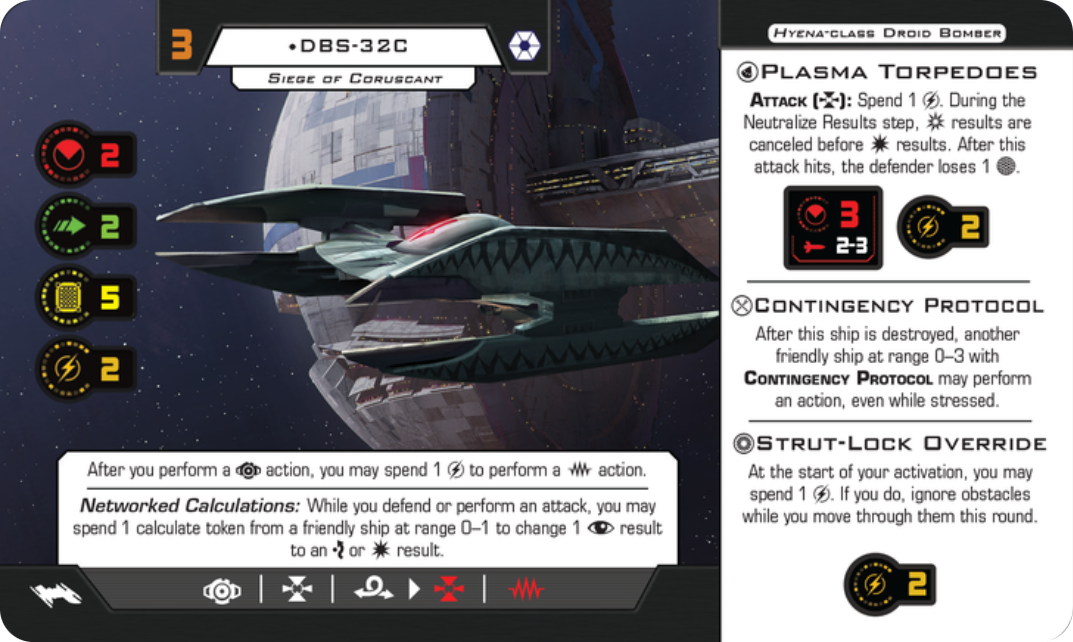 3
•DBS-32C
SIEGE OF CORUSCANT
2
2
5
2
After you perform a action, you may spend 1 to perform a action.
Networked Calculations: While you defend or perform an attack, you may
spend 1 calculate token from a friendly ship at range 0–1 to change 1 result
to an or result.
HYENA-CLASS DROID BOMBER
PLASMA TORPEDOES
ATTACK ( ): Spend 1 . During the
Neutralize Results step, results are
canceled before results. After this
attack hits, the defender loses 1 .
3
2-3
2
CONTINGENCY PROTOCOL
After this ship is destroyed, another
friendly ship at range 0–3 with
CONTINGENCY PROTOCOL may perform
an action, even while stressed.
STRUT-LOCK OVERRIDE
At the start of your activation, you may
spend 1 . If you do, ignore obstacles
while you move through them this round.
2